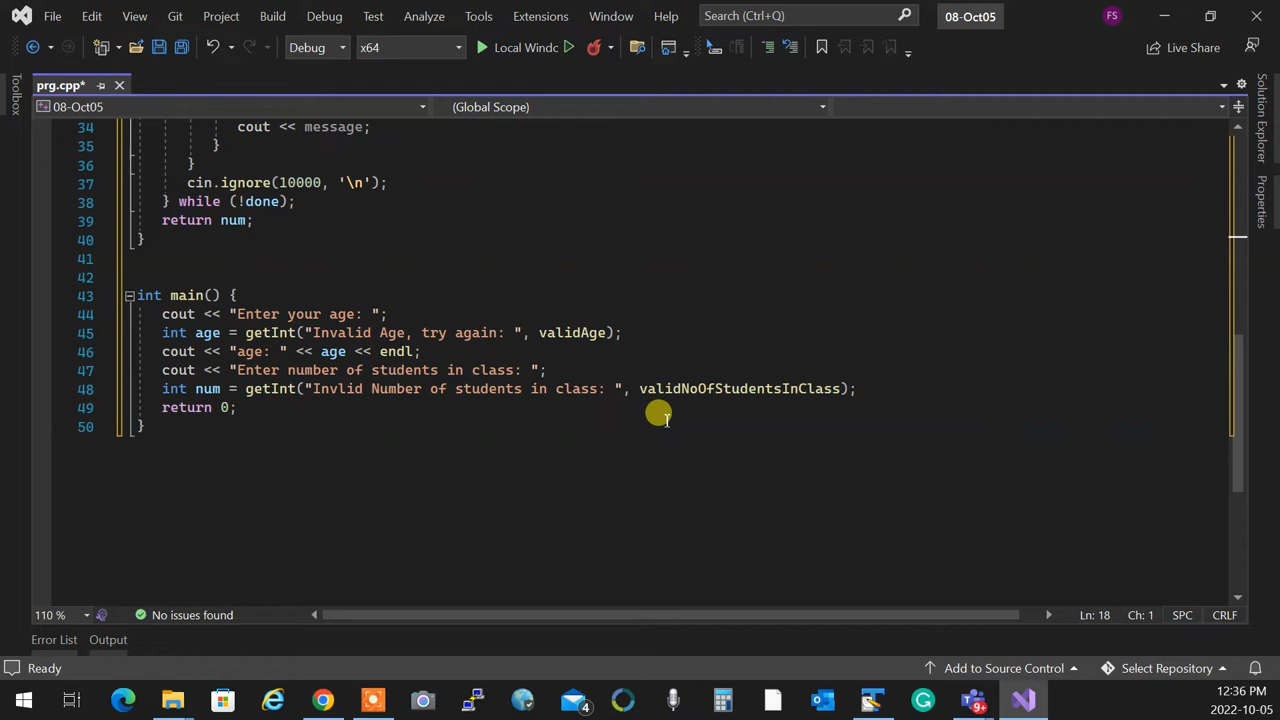 File Edit View Git Project Build Debug Test Analyze Tools Extensions Window Help Search (Ctrl+Q) 08-Oct05 FS
Debug x64 Local Windc Live Share
prg.cpp*
08-Oct05 (Global Scope)
Toolbox
Solution Explorer
Properties
34 cout << message;
35 }
36 }
37 cin.ignore(10000, '\n');
38 } while (!done);
39 return num;
40 }
41
42
43 int main() {
44 cout << "Enter your age: ";
45 int age = getInt("Invalid Age, try again: ", validAge);
46 cout << "age: " << age << endl;
47 cout << "Enter number of students in class: ";
48 int num = getInt("Invlid Number of students in class: ", validNoOfStudentsInClass);
49 return 0;
50 }
110 % No issues found Ln: 18 Ch: 1 SPC CRLF
Error List Output
Ready Add to Source Control Select Repository
4 9+ 12:36 PM
2022-10-05